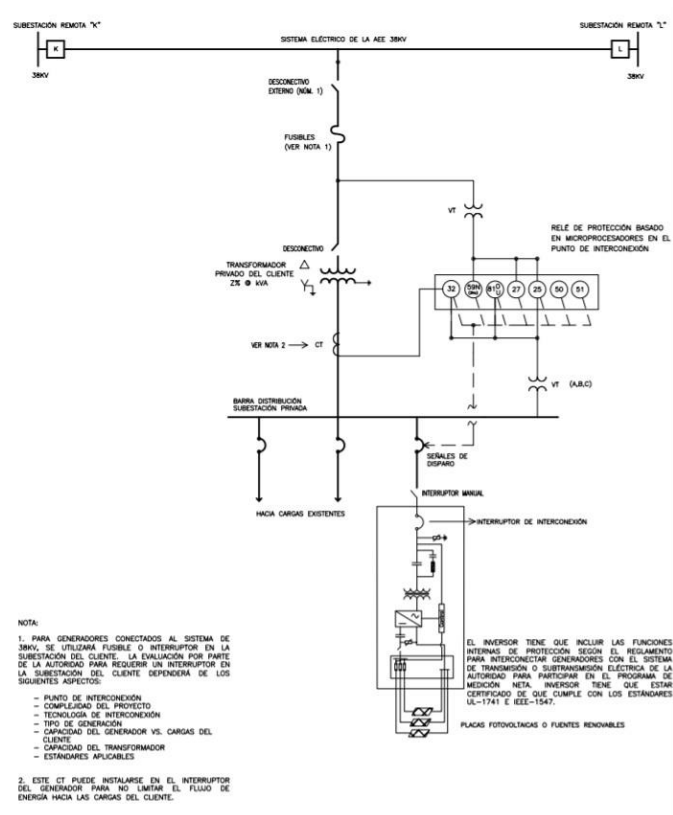 SUBESTACIÓN REMOTA "K"
SUBESTACIÓN REMOTA "L"
SISTEMA ELÉCTRICO DE LA AEE 38KV
K
L
38KV
38KV
DESCONECTIVO
EXTERNO (NÚM. 1)
FUSIBLES
(VER NOTA 1)
VT
RELÉ DE PROTECCIÓN BASADO
EN MICROPROCESADORES EN EL
PUNTO DE INTERCONEXIÓN
DESCONECTIVO
TRANSFORMADOR
PRIVADO DEL CLIENTE
Z% @ kVA
32
59N
27
25
50
51
VER NOTA 2
CT
VT (A,B,C)
BARRA DISTRIBUCIÓN
SUBESTACIÓN PRIVADA
SEÑALES DE
DISPARO
INTERRUPTOR MANUAL
HACIA CARGAS EXISTENTES
INTERRUPTOR DE INTERCONEXIÓN
NOTA:
1. PARA GENERADORES CONECTADOS AL SISTEMA DE
38KV, SE UTILIZARÁ FUSIBLE O INTERRUPTOR EN LA
SUBESTACIÓN DEL CLIENTE. LA EVALUACIÓN POR PARTE
DE LA AUTORIDAD PARA REQUERIR UN INTERRUPTOR EN
LA SUBESTACIÓN DEL CLIENTE DEPENDERÁ DE LOS
SIGUIENTES ASPECTOS:
– PUNTO DE INTERCONEXIÓN
– COMPLEJIDAD DEL PROYECTO
– TECNOLOGÍA DE INTERCONEXIÓN
– TIPO DE GENERACIÓN
– CAPACIDAD DEL GENERADOR VS. CARGAS DEL
CLIENTE
– CAPACIDAD DEL TRANSFORMADOR
– ESTÁNDARES APLICABLES
2. ESTE CT PUEDE INSTALARSE EN EL INTERRUPTOR
DEL GENERADOR PARA NO LIMITAR EL FLUJO DE
ENERGÍA HACIA LAS CARGAS DEL CLIENTE.
EL INVERSOR TIENE QUE INCLUIR LAS FUNCIONES
INTERNAS DE PROTECCIÓN SEGÚN EL REGLAMENTO
PARA INTERCONECTAR GENERADORES CON EL SISTEMA
DE TRANSMISIÓN O SUBTRANSMISIÓN ELÉCTRICA DE LA
AUTORIDAD PARA PARTICIPAR EN EL PROGRAMA DE
MEDICIÓN NETA. INVERSOR TIENE QUE ESTAR
CERTIFICADO DE QUE CUMPLE CON LOS ESTÁNDARES
UL-1741 E IEEE-1547.
PLACAS FOTOVOLTAICAS O FUENTES RENOVABLES